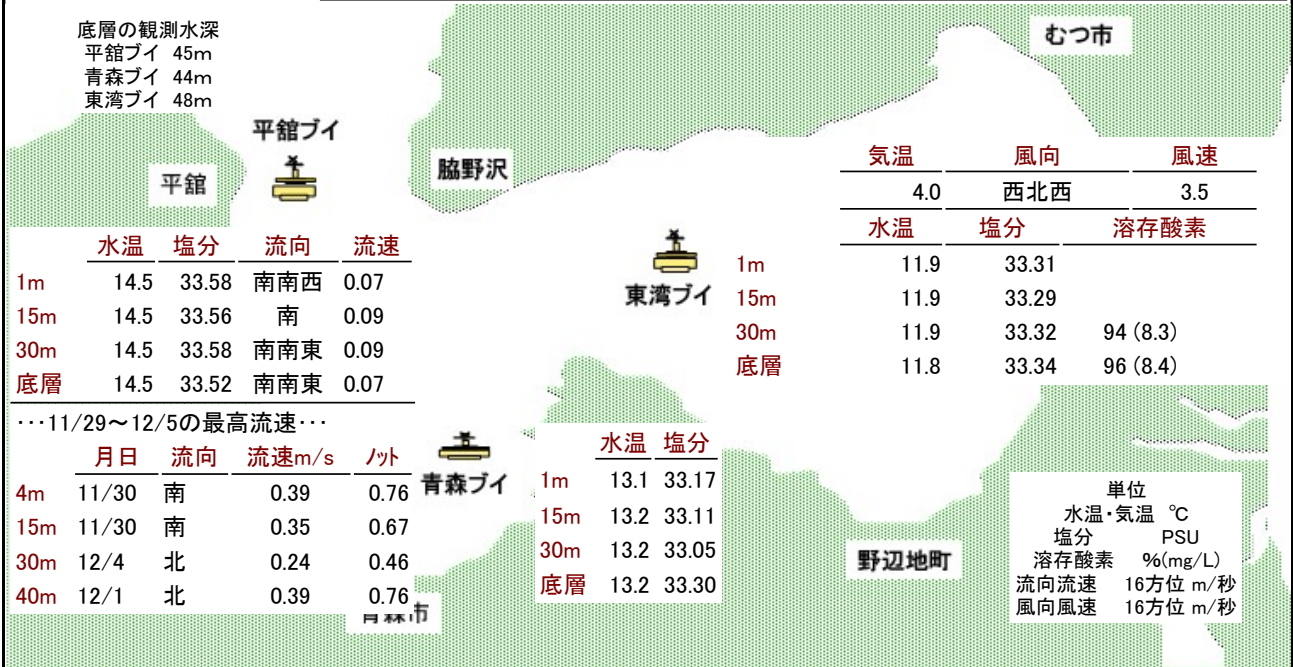 底層の観測水深
平舘ブイ 45m
青森ブイ 44m
東湾ブイ 48m
むつ市
平舘ブイ
平舘
脇野沢
気温 風向 風速
4.0 西北西 3.5
水温 塩分 溶存酸素
1m 11.9 33.31
15m 11.9 33.29
30m 11.9 33.32 94 (8.3)
底層 11.8 33.34 96 (8.4)
東湾ブイ
水温 塩分 流向 流速
1m 14.5 33.58 南南西 0.07
15m 14.5 33.56 南 0.09
30m 14.5 33.58 南南東 0.09
底層 14.5 33.52 南南東 0.07
・・・11/29～12/5の最高流速・・・
月日 流向 流速m/s ノット
4m 11/30 南 0.39 0.76
15m 11/30 南 0.35 0.67
30m 12/4 北 0.24 0.46
40m 12/1 北 0.39 0.76
青森ブイ
水温 塩分
1m 13.1 33.17
15m 13.2 33.11
30m 13.2 33.05
底層 13.2 33.30
青森市
野辺地町
単位
水温・気温 ℃
塩分 PSU
溶存酸素 %(mg/L)
流向流速 16方位 m/秒
風向風速 16方位 m/秒